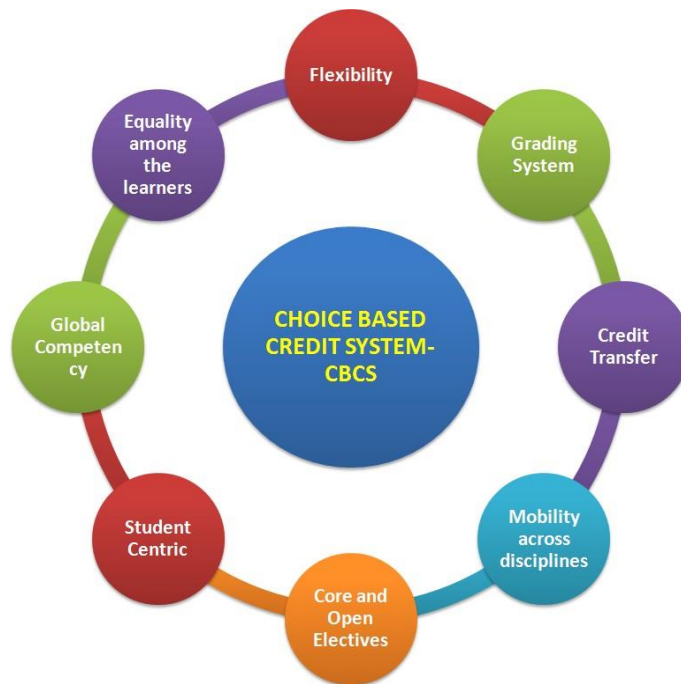 Flexibility
Equality
among
the
learners
Grading
System
CHOICE BASED
CREDIT SYSTEM-
CBCS
Global
Competen
cy
Credit
Transfer
Student
Centric
Mobility
across
disciplines
Core and
Open
Electives